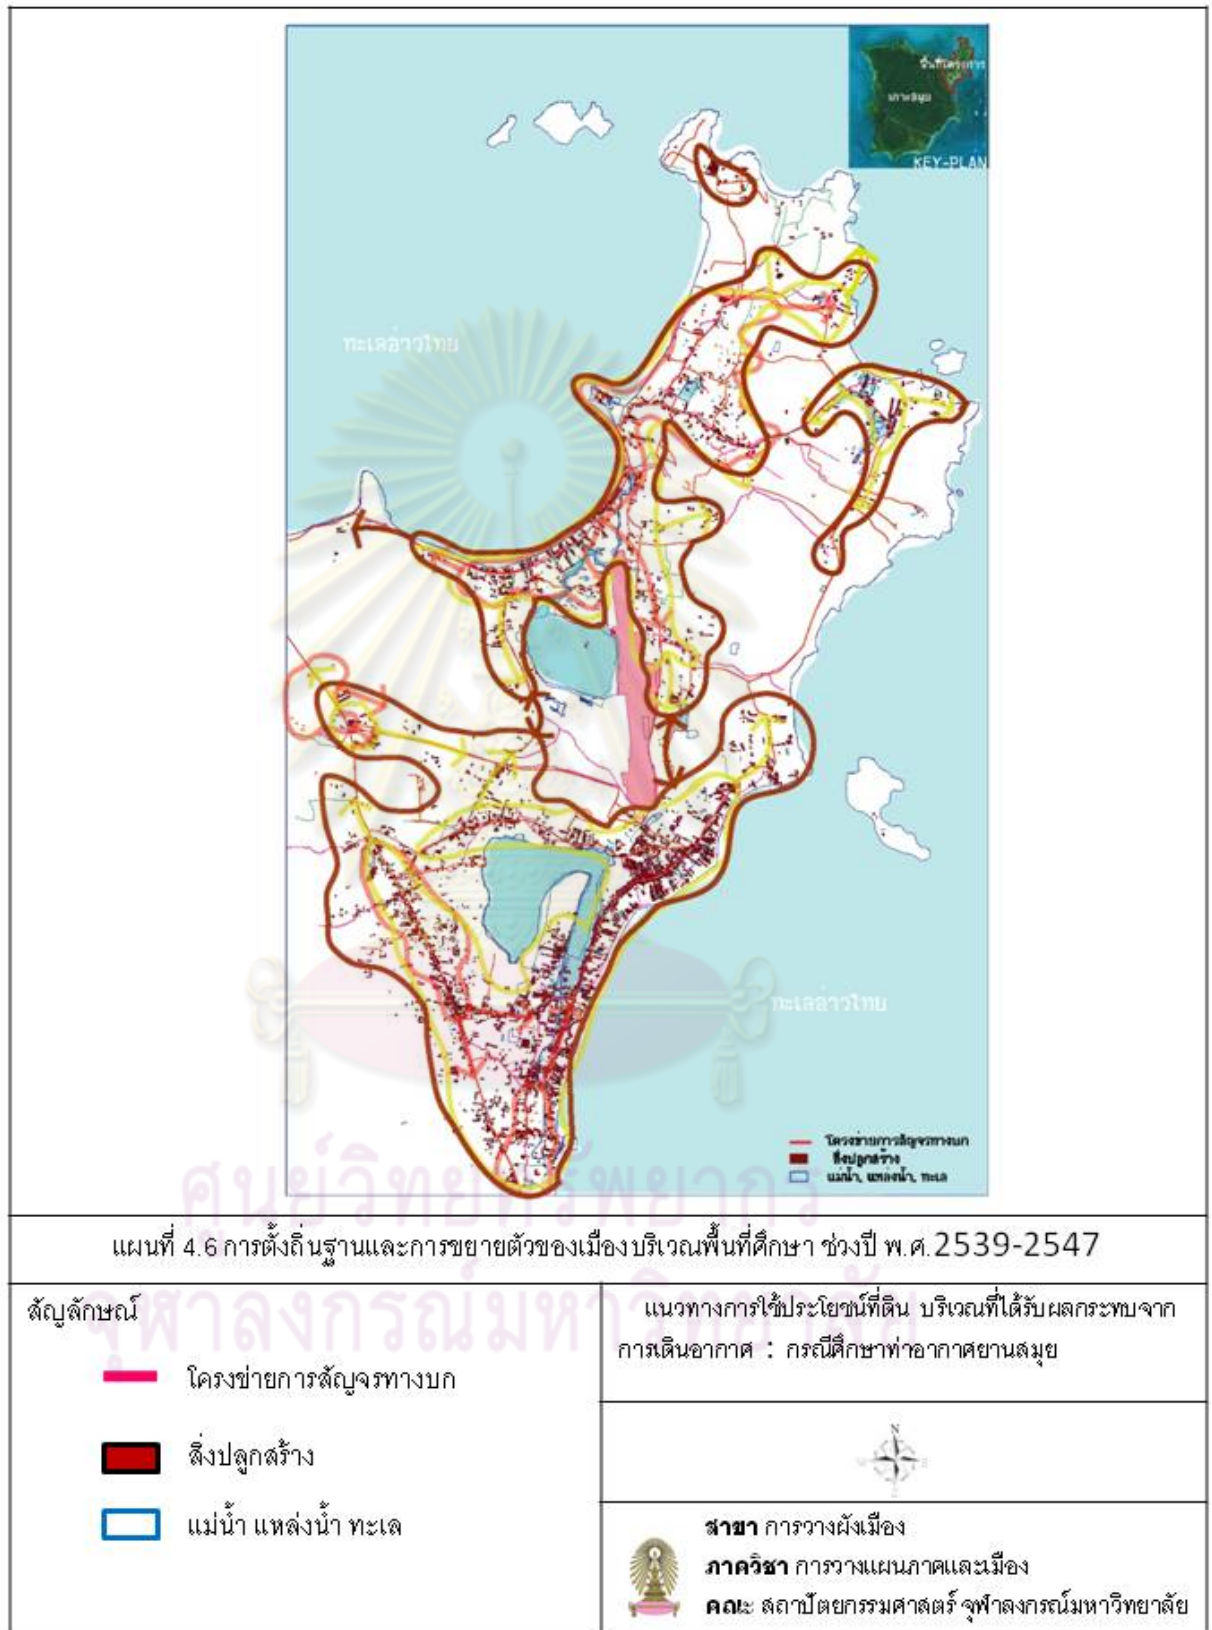 พื้นที่โครงการ
เกาะสมุย
KEY-PLAN
ทะเลอ่าวไทย
ทะเลอ่าวไทย
โครงข่ายการสัญจรทางบก
สิ่งปลูกสร้าง
แม่น้ำ, แหล่งน้ำ, ทะเล
ศูนย์วิทยทรัพยากร
จุฬาลงกรณ์มหาวิทยาลัย
แผนที่ 4.6 การตั้งถิ่นฐานและการขยายตัวของเมืองบริเวณพื้นที่ศึกษา ช่วงปี พ.ศ.2539-2547
สัญลักษณ์
โครงข่ายการสัญจรทางบก
สิ่งปลูกสร้าง
แม่น้ำ แหล่งน้ำ ทะเล
แนวทางการใช้ประโยชน์ที่ดิน บริเวณที่ได้รับผลกระทบจาก
การเดินอากาศ : กรณีศึกษาท่าอากาศยานสมุย
N
สาขา การวางผังเมือง
ภาควิชา การวางแผนภาคและเมือง
คณะ สถาปัตยกรรมศาสตร์ จุฬาลงกรณ์มหาวิทยาลัย